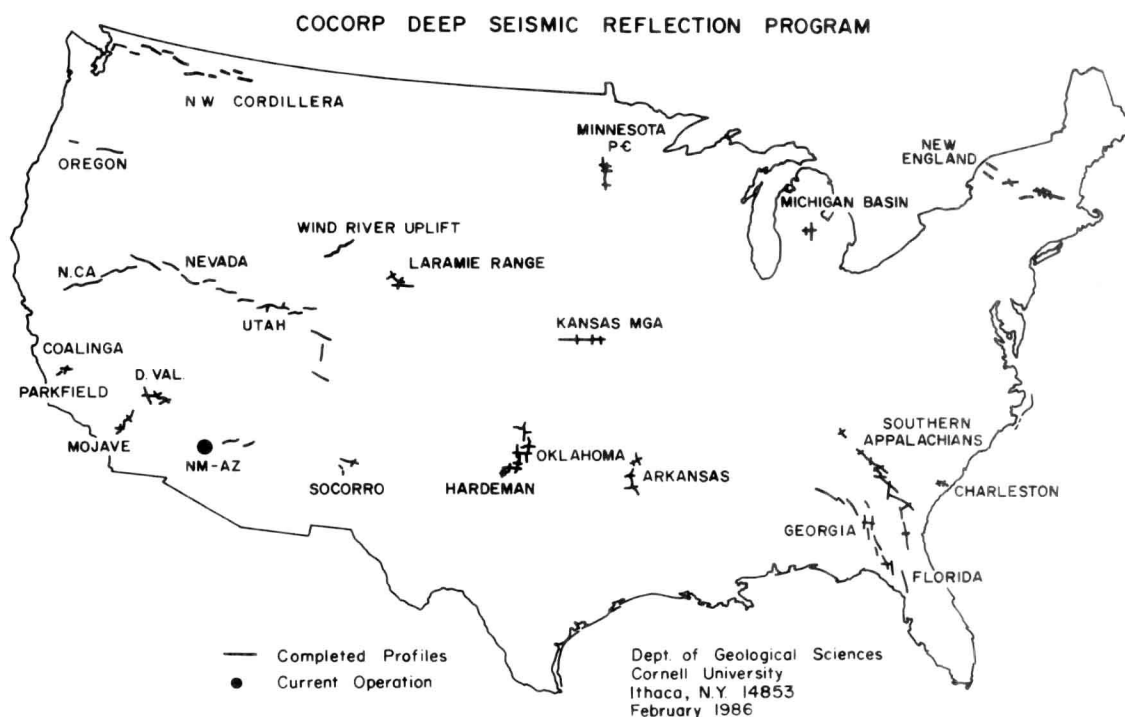 COCORP DEEP SEISMIC REFLECTION PROGRAM
NW CORDILLERA
MINNESOTA
P€
OREGON
NEW
ENGLAND
MICHIGAN BASIN
WIND RIVER UPLIFT
N.CA
NEVADA
LARAMIE RANGE
UTAH
KANSAS MGA
COALINGA
D. VAL.
PARKFIELD
MOJAVE
SOUTHERN
APPALACHIANS
NM-AZ
OKLAHOMA
SOCORRO
HARDEMAN
ARKANSAS
CHARLESTON
GEORGIA
FLORIDA
Completed Profiles
Current Operation
Dept. of Geological Sciences
Cornell University
Ithaca, N.Y. 14853
February 1986